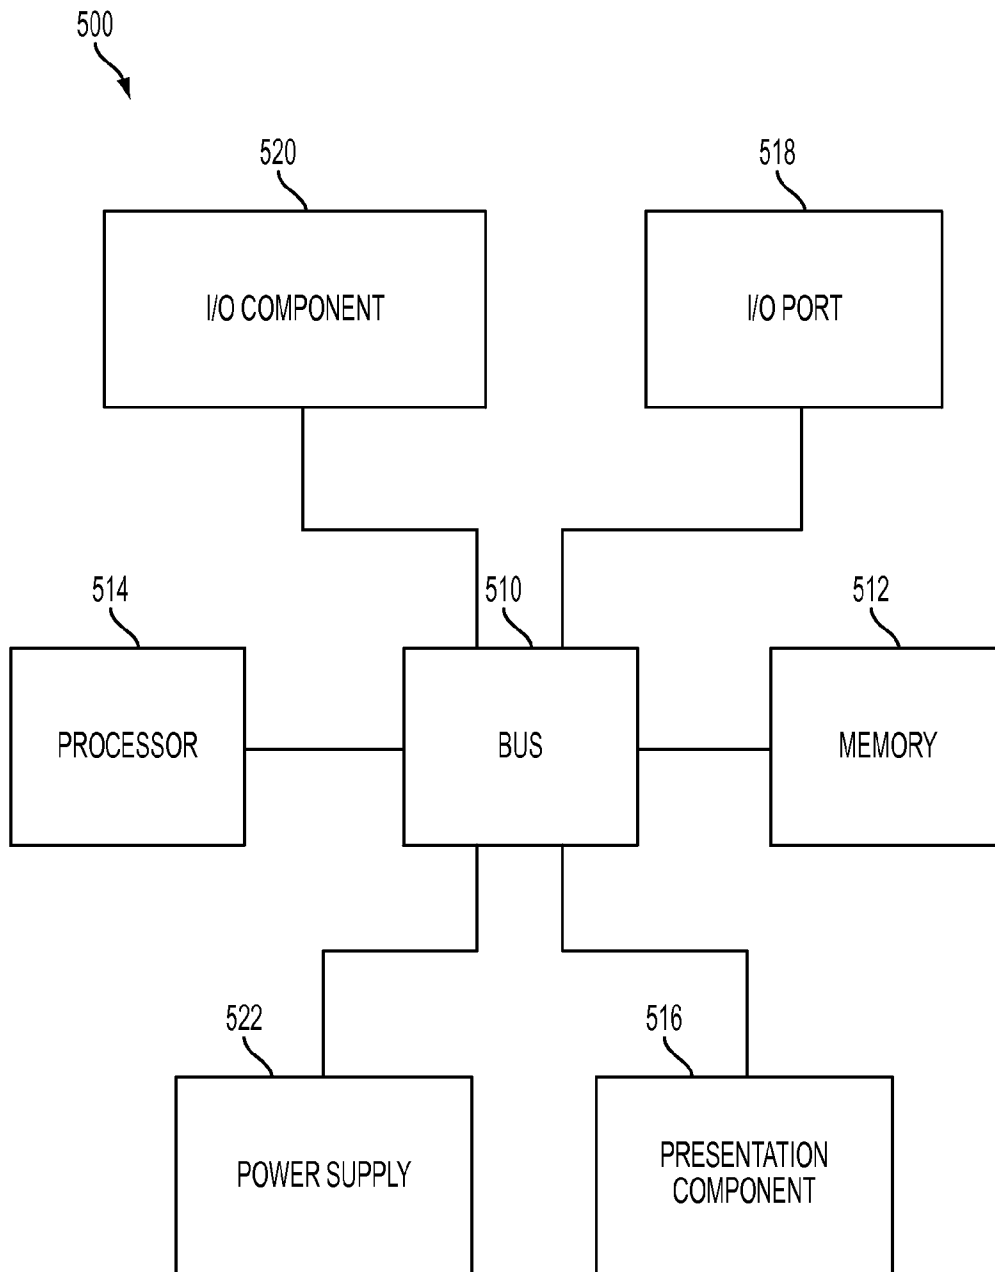 500
520
518
I/O COMPONENT
I/O PORT
514
510
512
PROCESSOR
BUS
MEMORY
522
516
POWER SUPPLY
PRESENTATION
COMPONENT